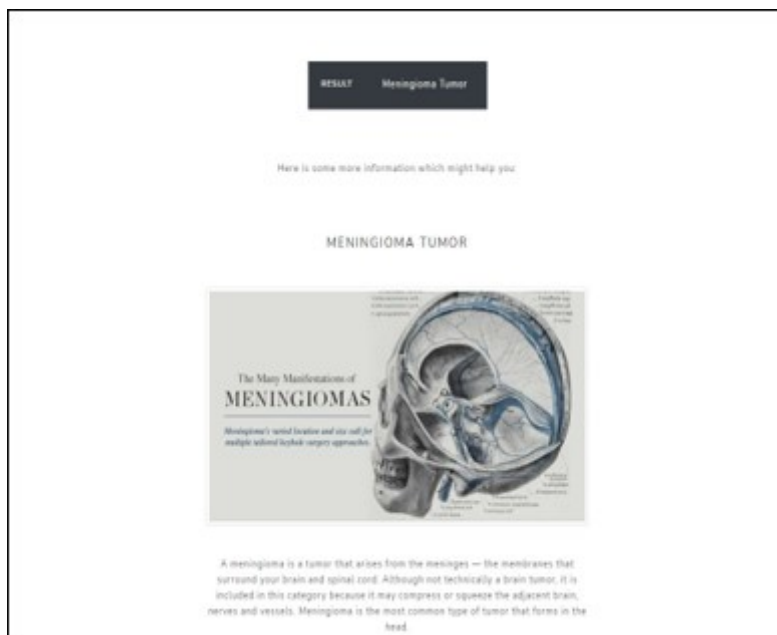 RESULT Meningioma Tumor
Here is some more information which might help you
MENINGIOMA TUMOR
The Many Manifestations of
MENINGIOMAS
Meningioma's varied location and size call for
multiple tailored keyhole surgery approaches.
A meningioma is a tumor that arises from the meninges — the membranes that
surround your brain and spinal cord. Although not technically a brain tumor, it is
included in this category because it may compress or squeeze the adjacent brain,
nerves and vessels. Meningioma is the most common type of tumor that forms in the
head.